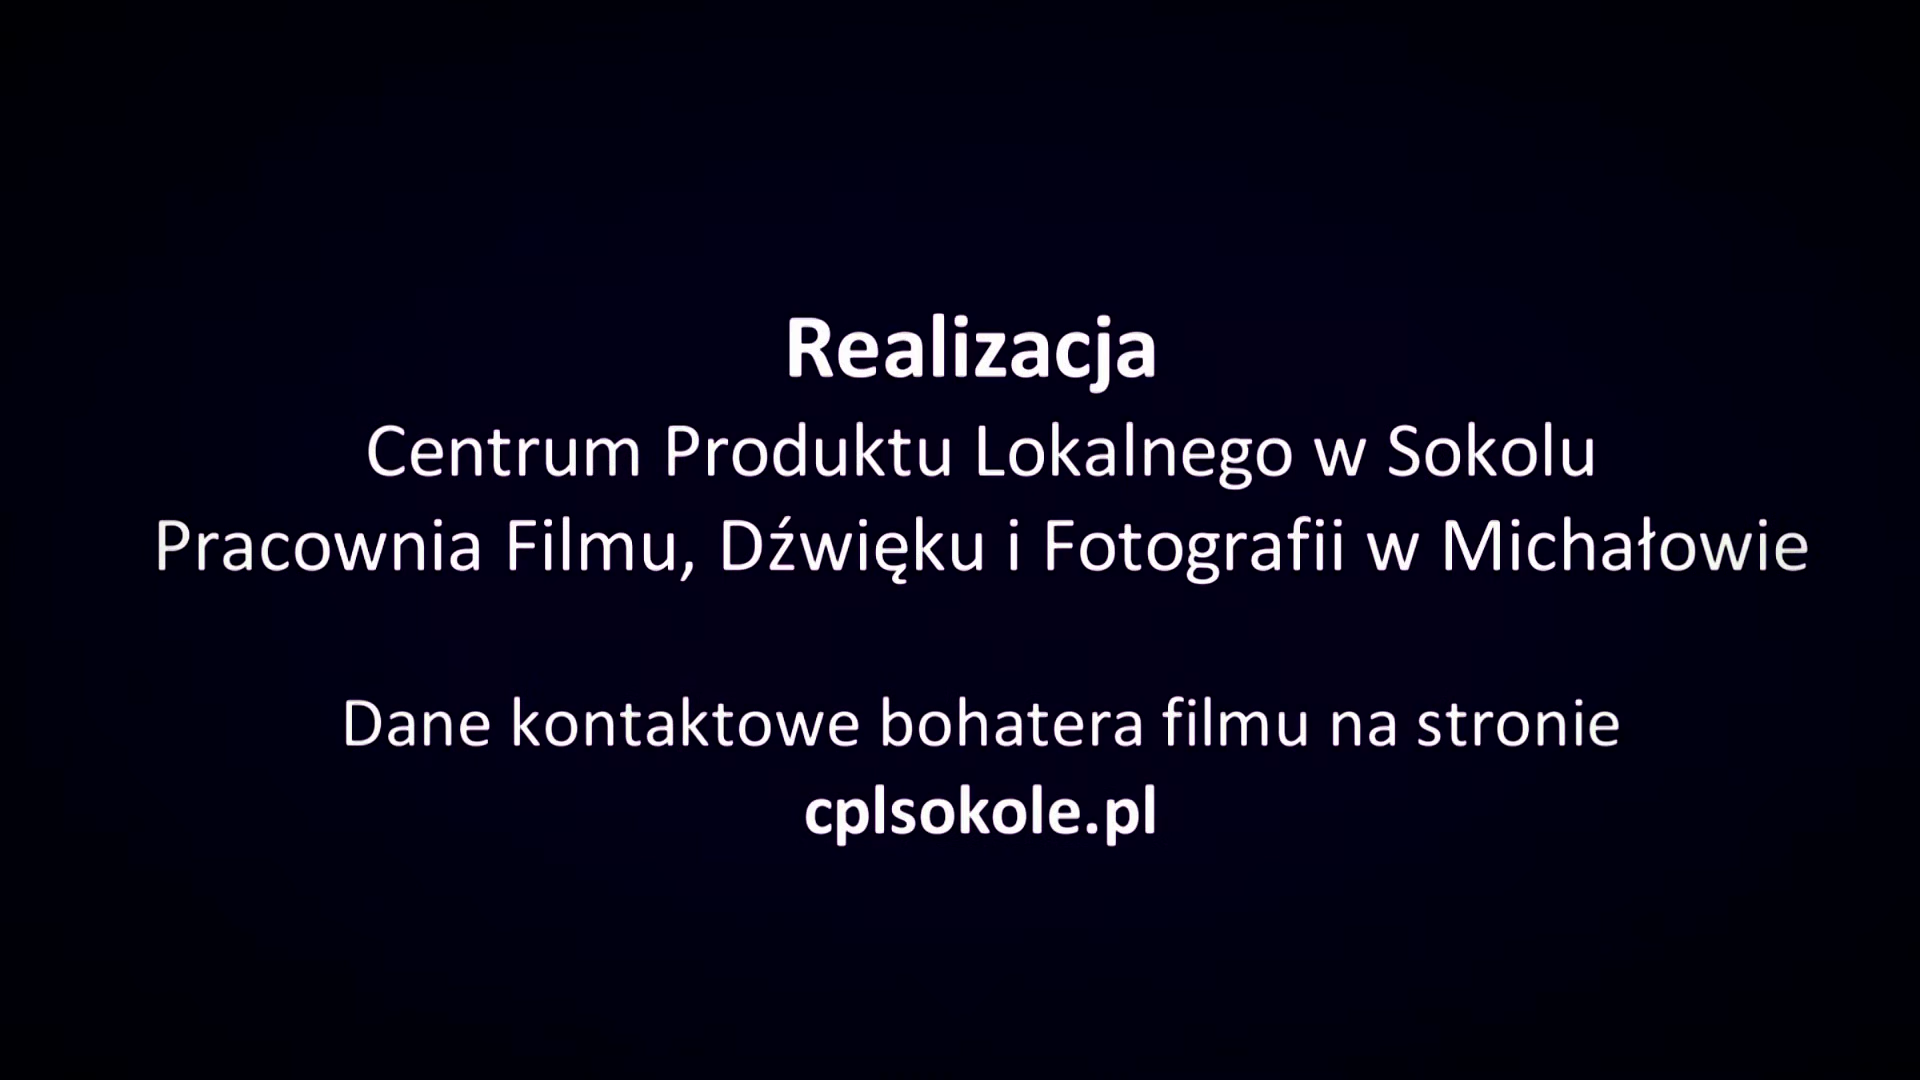 Realizacja
Centrum Produktu Lokalnego w Sokolu
Pracownia Filmu, Dźwięku i Fotografii w Michałowie
Dane kontaktowe bohatera filmu na stronie
cplsokole.pl